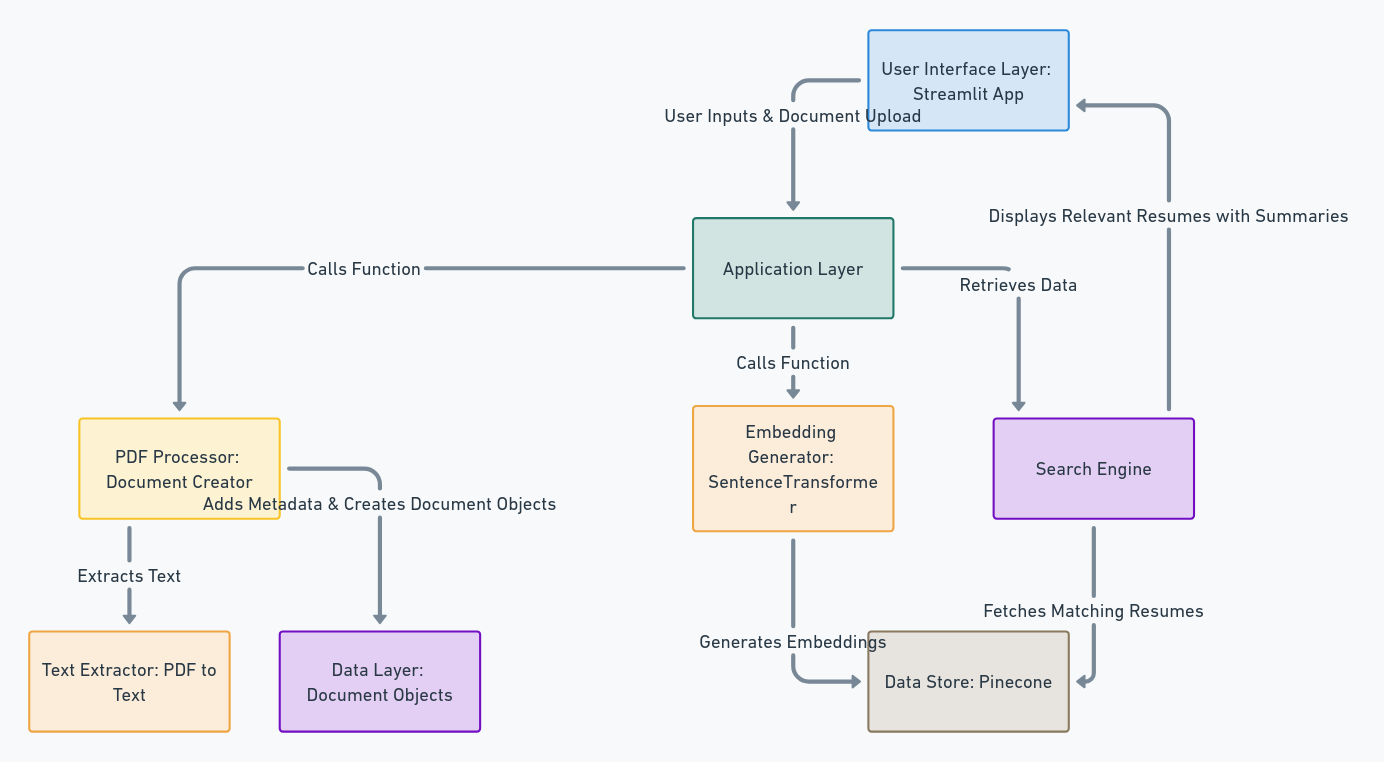 User Interface Layer:
Streamlit App
User Inputs & Document Upload
Displays Relevant Resumes with Summaries
Calls Function
Application Layer
Retrieves Data
Calls Function
PDF Processor:
Document Creator
Adds Metadata & Creates Document Objects
Embedding
Generator:
SentenceTransforme
r
Search Engine
Extracts Text
Fetches Matching Resumes
Generates Embeddings
Text Extractor: PDF to
Text
Data Layer:
Document Objects
Data Store: Pinecone